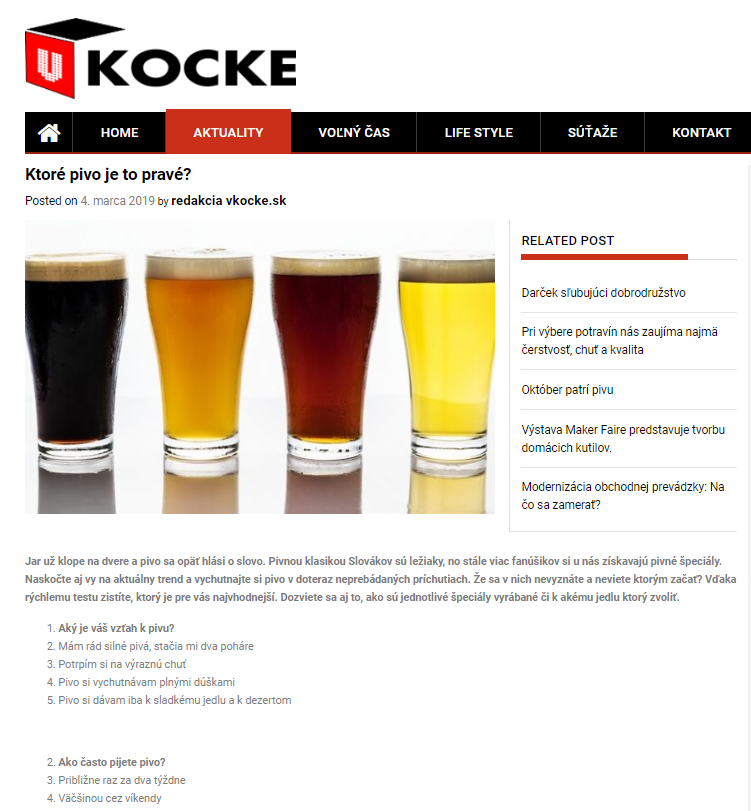 U KOCKE
HOME AKTUALITY VOĽNÝ ČAS LIFE STYLE SÚŤAŽE KONTAKT
Ktoré pivo je to pravé?
Posted on 4. marca 2019 by redakcia vkocke.sk
RELATED POST
Darček sľubujúci dobrodružstvo
Pri výbere potravín nás zaujíma najmä
čerstvosť, chuť a kvalita
Október patrí pivu
Výstava Maker Faire predstavuje tvorbu
domácich kutilov.
Modernizácia obchodnej prevádzky: Na
čo sa zamerať?
Jar už klope na dvere a pivo sa opäť hlási o slovo. Pivnou klasikou Slovákov sú ležiaky, no stále viac fanúšikov si u nás získavajú pivné špeciály.
Naskočte aj vy na aktuálny trend a vychutnajte si pivo v doteraz neprebádaných príchutiach. Že sa v nich nevyznáte a neviete ktorým začať? Vďaka
rýchlemu testu zistíte, ktorý je pre vás najvhodnejší. Dozviete sa aj to, ako sú jednotlivé špeciály vyrábané či k akému jedlu ktorý zvoliť.
1. Aký je váš vzťah k pivu?
2. Mám rád silné pivá, stačia mi dva poháre
3. Potrpím si na výraznú chuť
4. Pivo si vychutnávam plnými dúškami
5. Pivo si dávam iba k sladkému jedlu a k dezertom
2. Ako často pijete pivo?
3. Približne raz za dva týždne
4. Väčšinou cez víkendy